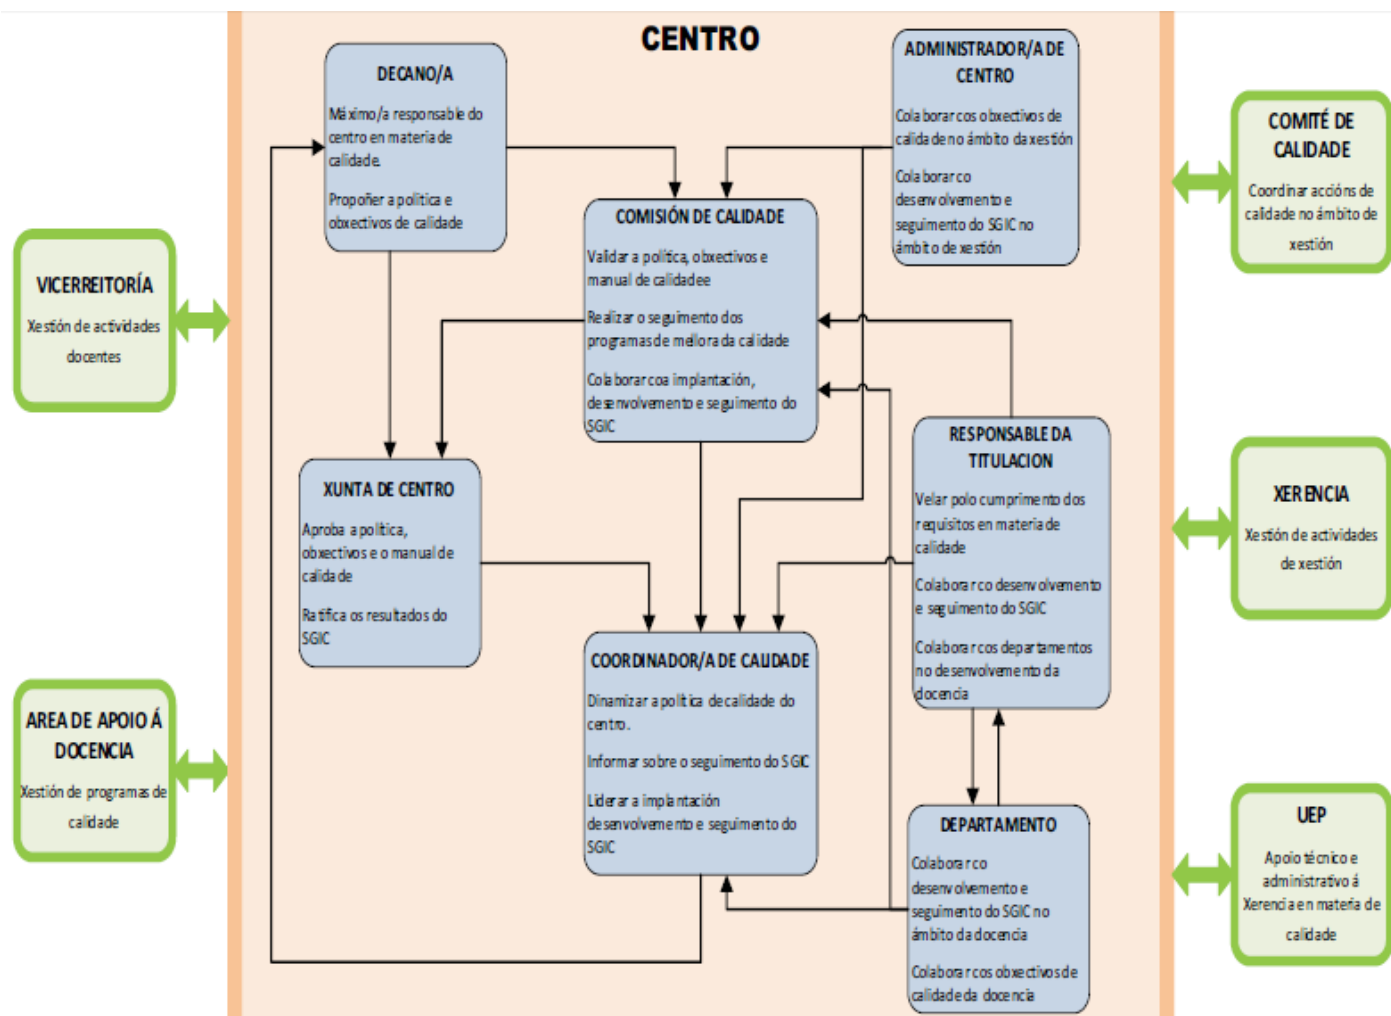 CENTRO
DECANO/A
Máximo/a responsable do
centro en materia de
calidade.
Propoñer a politica e
obxectivos de calidade
ADMINISTRADOR/A DE
CENTRO
Colaborar cos obxectivos de
calidade no ámbito da xestión
Colaborar co
desenvolvemento e
seguimento do SGIC no
ámbito de xestión
COMISIÓN DE CALIDADE
Validar a política, obxectivos e
manual de calidadee
Realizar o seguimento dos
programas de mellora da calidade
Colaborar coa implantación,
desenvolvemento e seguimento do
SGIC
XUNTA DE CENTRO
Aproba a política,
obxectivos e o manual de
calidade
Ratifica os resultados do
SGIC
RESPONSABLE DA
TITULACION
Velar polo cumprimento dos
requisitos en materia de
calidade
Colaborar co desenvolvemento
e seguimento do SGIC
Colaborar cos departamentos
no desenvolvemento da
docencia
COORDINADOR/A DE CALIDADE
Dinamizar a política de calidade do
centro.
Informar sobre o seguimento do SGIC
Liderar a implantación
desenvolvemento e seguimento do
SGIC
DEPARTAMENTO
Colaborar co
desenvolvemento e
seguimento do SGIC no
ámbito da docencia
Colaborar cos obxectivos de
calidade da docencia
VICERREITORÍA
Xestión de actividades
docentes
AREA DE APOIO Á
DOCENCIA
Xestión de programas de
calidade
COMITÉ DE
CALIDADE
Coordinar accións de
calidade no ámbito de
xestión
XERENCIA
Xestión de actividades
de xestión
UEP
Apoio técnico e
administrativo á
Xerencia en materia de
calidade